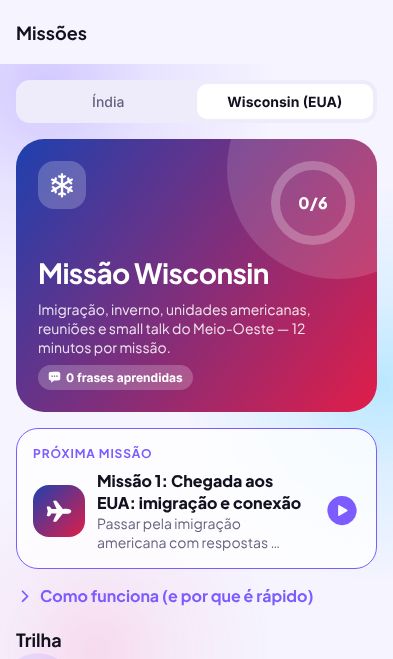 Missões
Índia
Wisconsin (EUA)
0/6
Missão Wisconsin
Imigração, inverno, unidades americanas,
reuniões e small talk do Meio-Oeste — 12
minutos por missão.
0 frases aprendidas
PRÓXIMA MISSÃO
Missão 1: Chegada aos
EUA: imigração e conexão
Passar pela imigração
americana com respostas ...
Como funciona (e por que é rápido)
Trilha